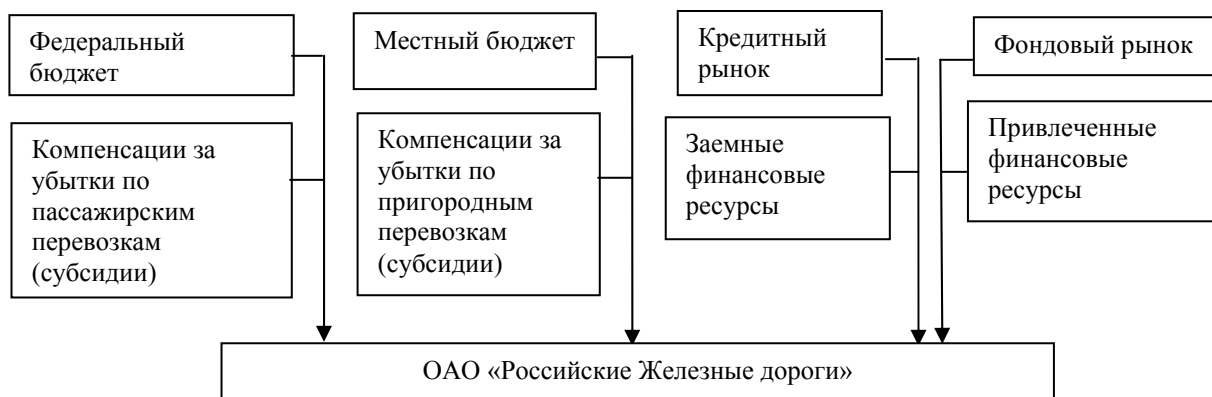 Федеральный
бюджет
Местный бюджет
Кредитный
рынок
Фондовый рынок
Компенсации за
убытки по
пассажирским
перевозкам
(субсидии)
Компенсации за
убытки по
пригородным
перевозкам
(субсидии)
Заемные
финансовые
ресурсы
Привлеченные
финансовые
ресурсы
ОАО «Российские Железные дороги»